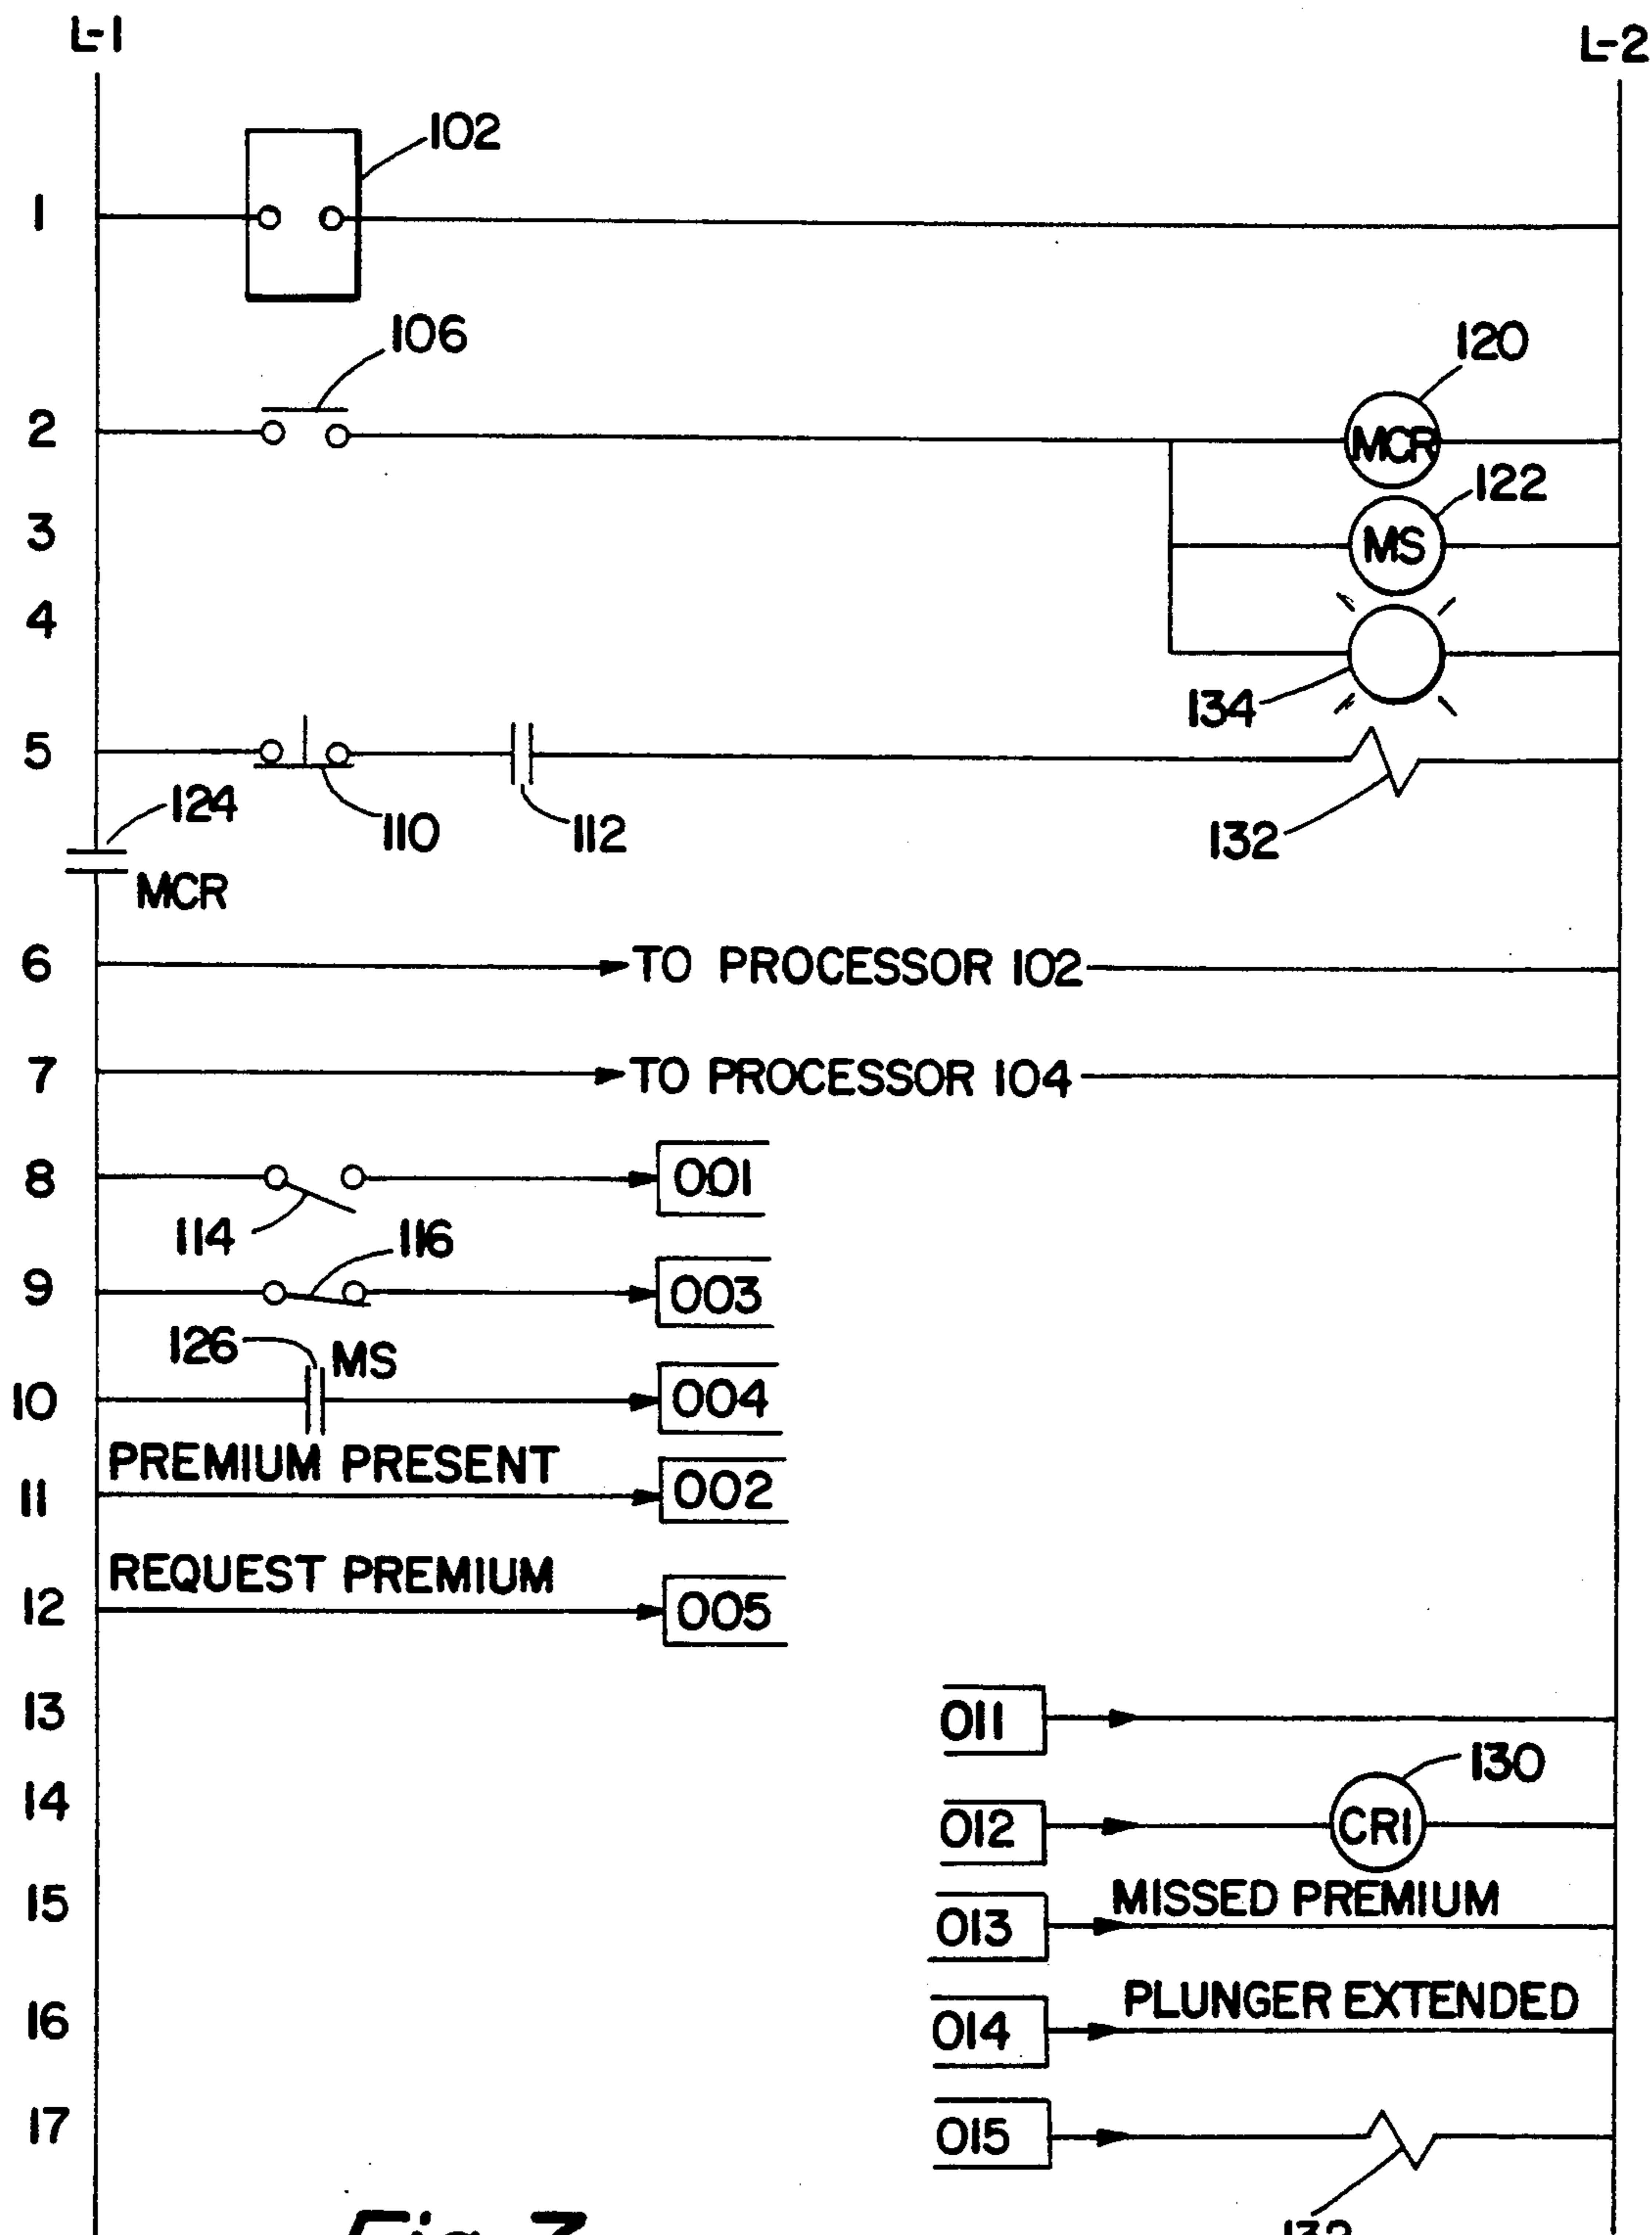 L-1 L-2
102
1
106
120
2 MCR
122
3 MS
4
134
5
124 110 112 132
MCR
6 TO PROCESSOR 102
7 TO PROCESSOR 104
8 001
114 116
9 003
126 MS
10 004
PREMIUM PRESENT
11 002
REQUEST PREMIUM
12 005
13 011
130
14 012 CR1
15 MISSED PREMIUM
013
PLUNGER EXTENDED
16 014
17 015